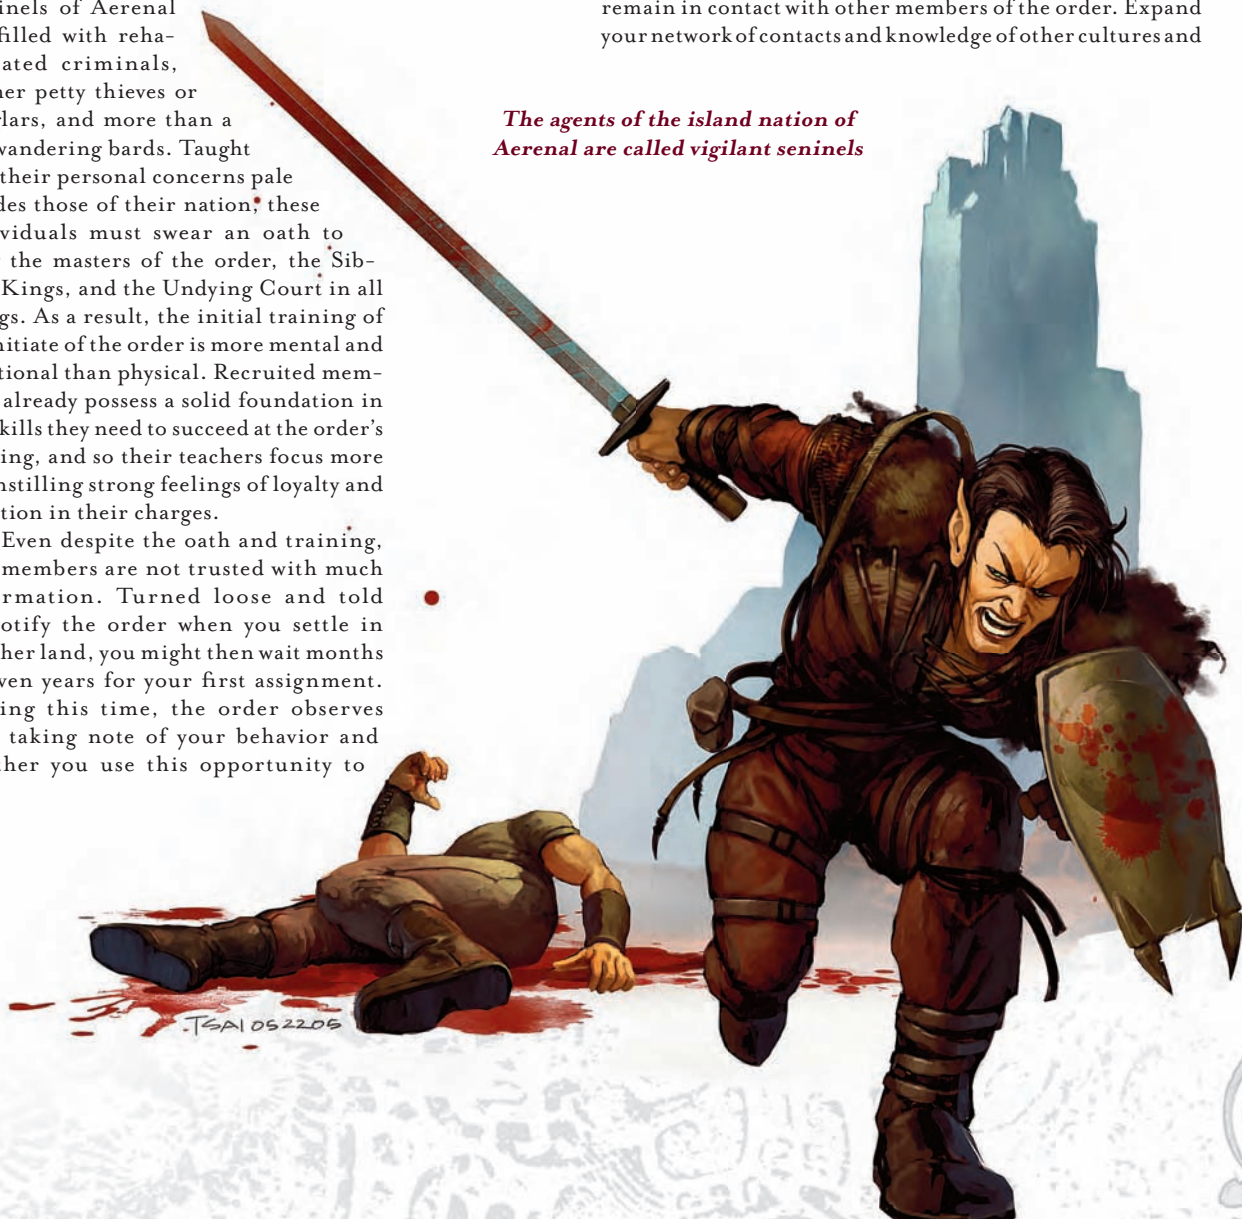 inels of Aerenal
filled with reha-
ated criminals,
ner petty thieves or
lars, and more than a
wandering bards. Taught
their personal concerns pale
des those of their nation, these
viduals must swear an oath to
the masters of the order, the Sib-
Kings, and the Undying Court in all
gs. As a result, the initial training of
nitiate of the order is more mental and
tional than physical. Recruited mem-
already possess a solid foundation in
kills they need to succeed at the order's
ing, and so their teachers focus more
nstilling strong feelings of loyalty and
tion in their charges.
Even despite the oath and training,
members are not trusted with much
rmation. Turned loose and told
otify the order when you settle in
her land, you might then wait months
ven years for your first assignment.
ing this time, the order observes
taking note of your behavior and
ther you use this opportunity to
remain in contact with other members of the order. Expand
your network of contacts and knowledge of other cultures and
The agents of the island nation of
Aerenal are called vigilant seninels
TSAI 052205